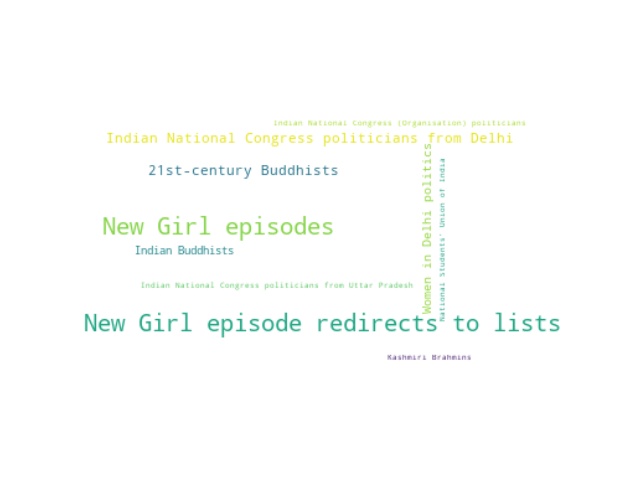 Indian National Congress (Organisation) politicians
Indian National Congress politicians from Delhi
21st-century Buddhists
Women in Delhi politics
National Students' Union of India
New Girl episodes
Indian Buddhists
Indian National Congress politicians from Uttar Pradesh
New Girl episode redirects to lists
Kashmiri Brahmins